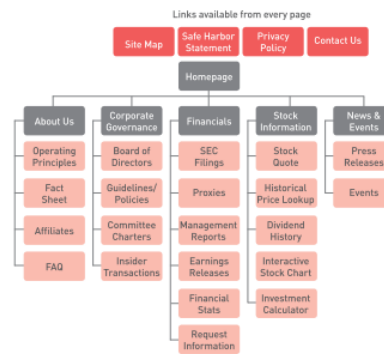 Links available from every page
Site Map
Safe Harbor
Statement
Privacy
Policy
Contact Us
Homepage
About Us
Corporate
Governance
Financials
Stock
Information
News &
Events
Operating
Principles
Board of
Directors
SEC
Filings
Stock
Quote
Press
Releases
Fact
Sheet
Guidelines/
Policies
Proxies
Historical
Price Lookup
Events
Affiliates
Committee
Charters
Management
Reports
Dividend
History
FAQ
Insider
Transactions
Earnings
Releases
Interactive
Stock Chart
Financial
Stats
Investment
Calculator
Request
Information